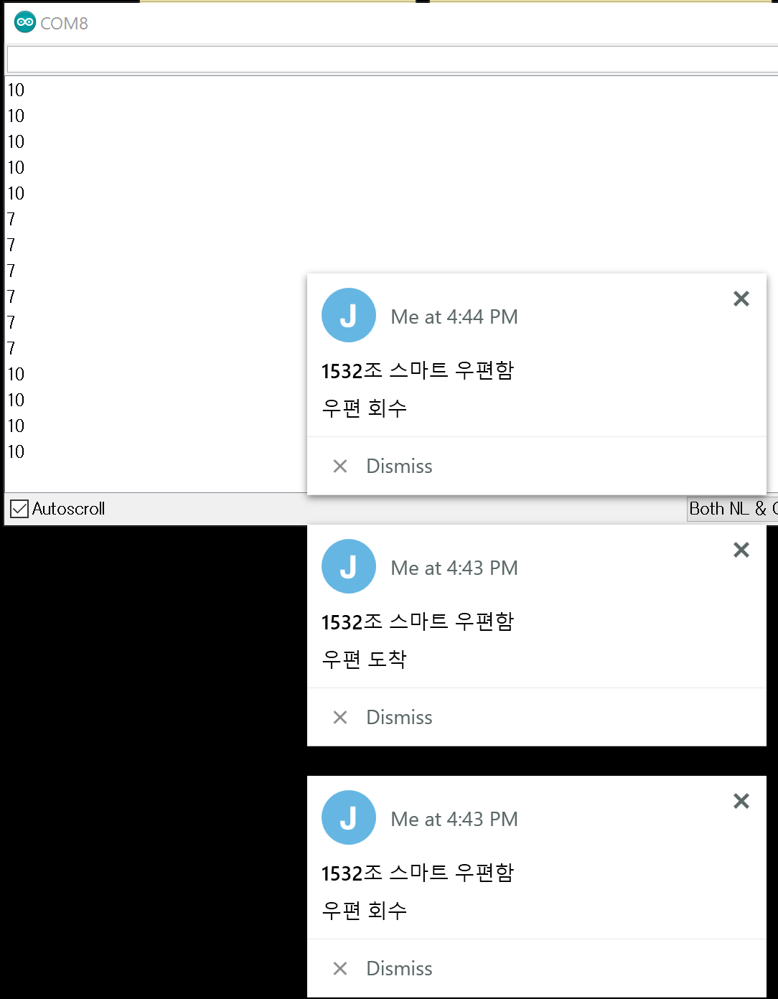 COM8
10
10
10
10
10
7
7
7
7
7
7
10
10
10
10
Autoscroll
Both NL &
J
Me at 4:44 PM
1532조 스마트 우편함
우편 회수
Dismiss
J
Me at 4:43 PM
1532조 스마트 우편함
우편 도착
Dismiss
J
Me at 4:43 PM
1532조 스마트 우편함
우편 회수
Dismiss